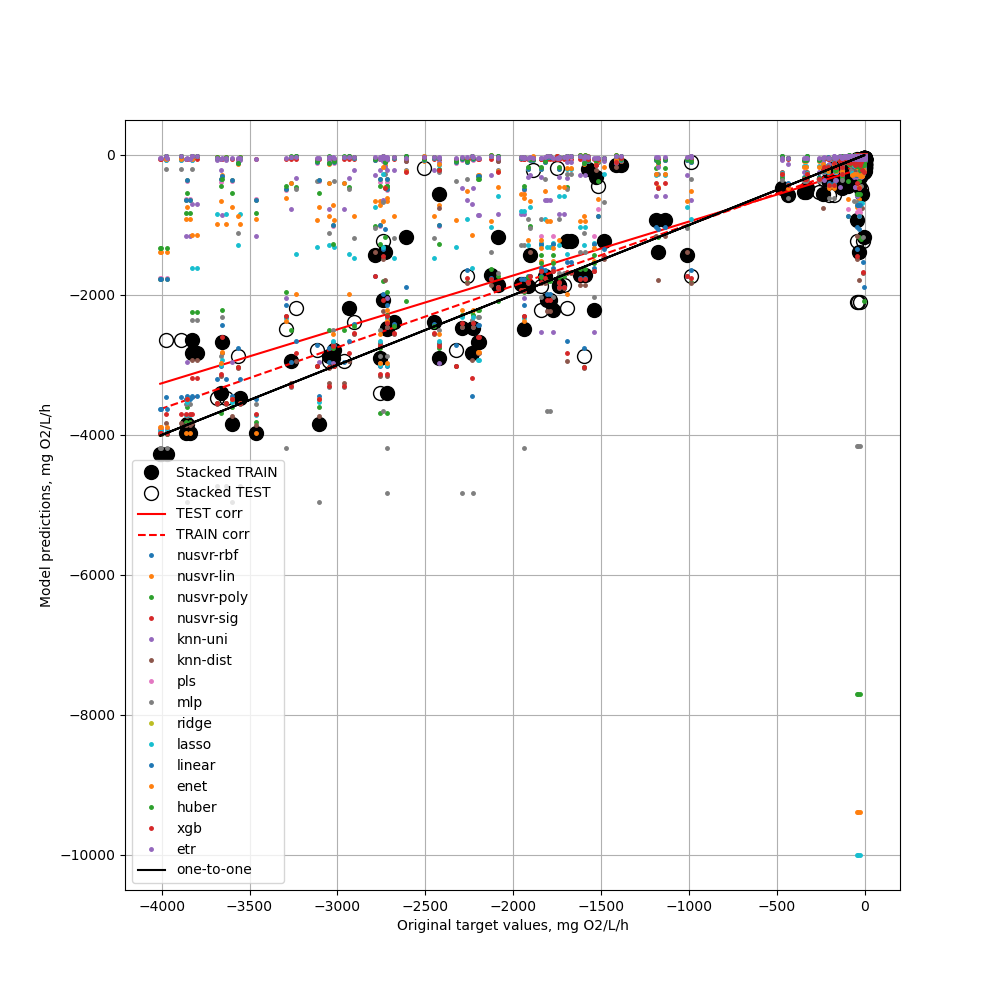 0
−2000
−4000
−6000
−8000
−10000
Model predictions, mg O2/L/h
Stacked TRAIN
Stacked TEST
TEST corr
TRAIN corr
nusvr-rbf
nusvr-lin
nusvr-poly
nusvr-sig
knn-uni
knn-dist
pls
mlp
ridge
lasso
linear
enet
huber
xgb
etr
one-to-one
−4000 −3500 −3000 −2500 −2000 −1500 −1000 −500 0
Original target values, mg O2/L/h